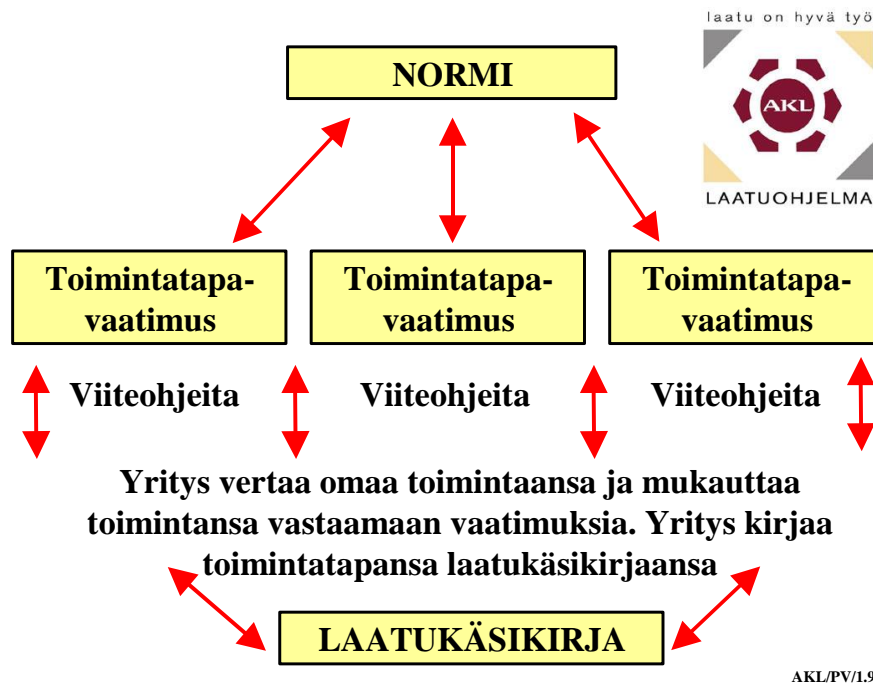 laatu on hyvä työ
NORMI
AKL
LAATUOHJELMA
Toimintatapa-
vaatimus
Toimintatapa-
vaatimus
Toimintatapa-
vaatimus
Viiteohjeita
Viiteohjeita
Viiteohjeita
Yritys vertaa omaa toimintaansa ja mukauttaa
toimintansa vastaamaan vaatimuksia. Yritys kirjaa
toimintatapansa laatukäsikirjaansa
LAATUKÄSIKIRJA
AKL/PV/1.9